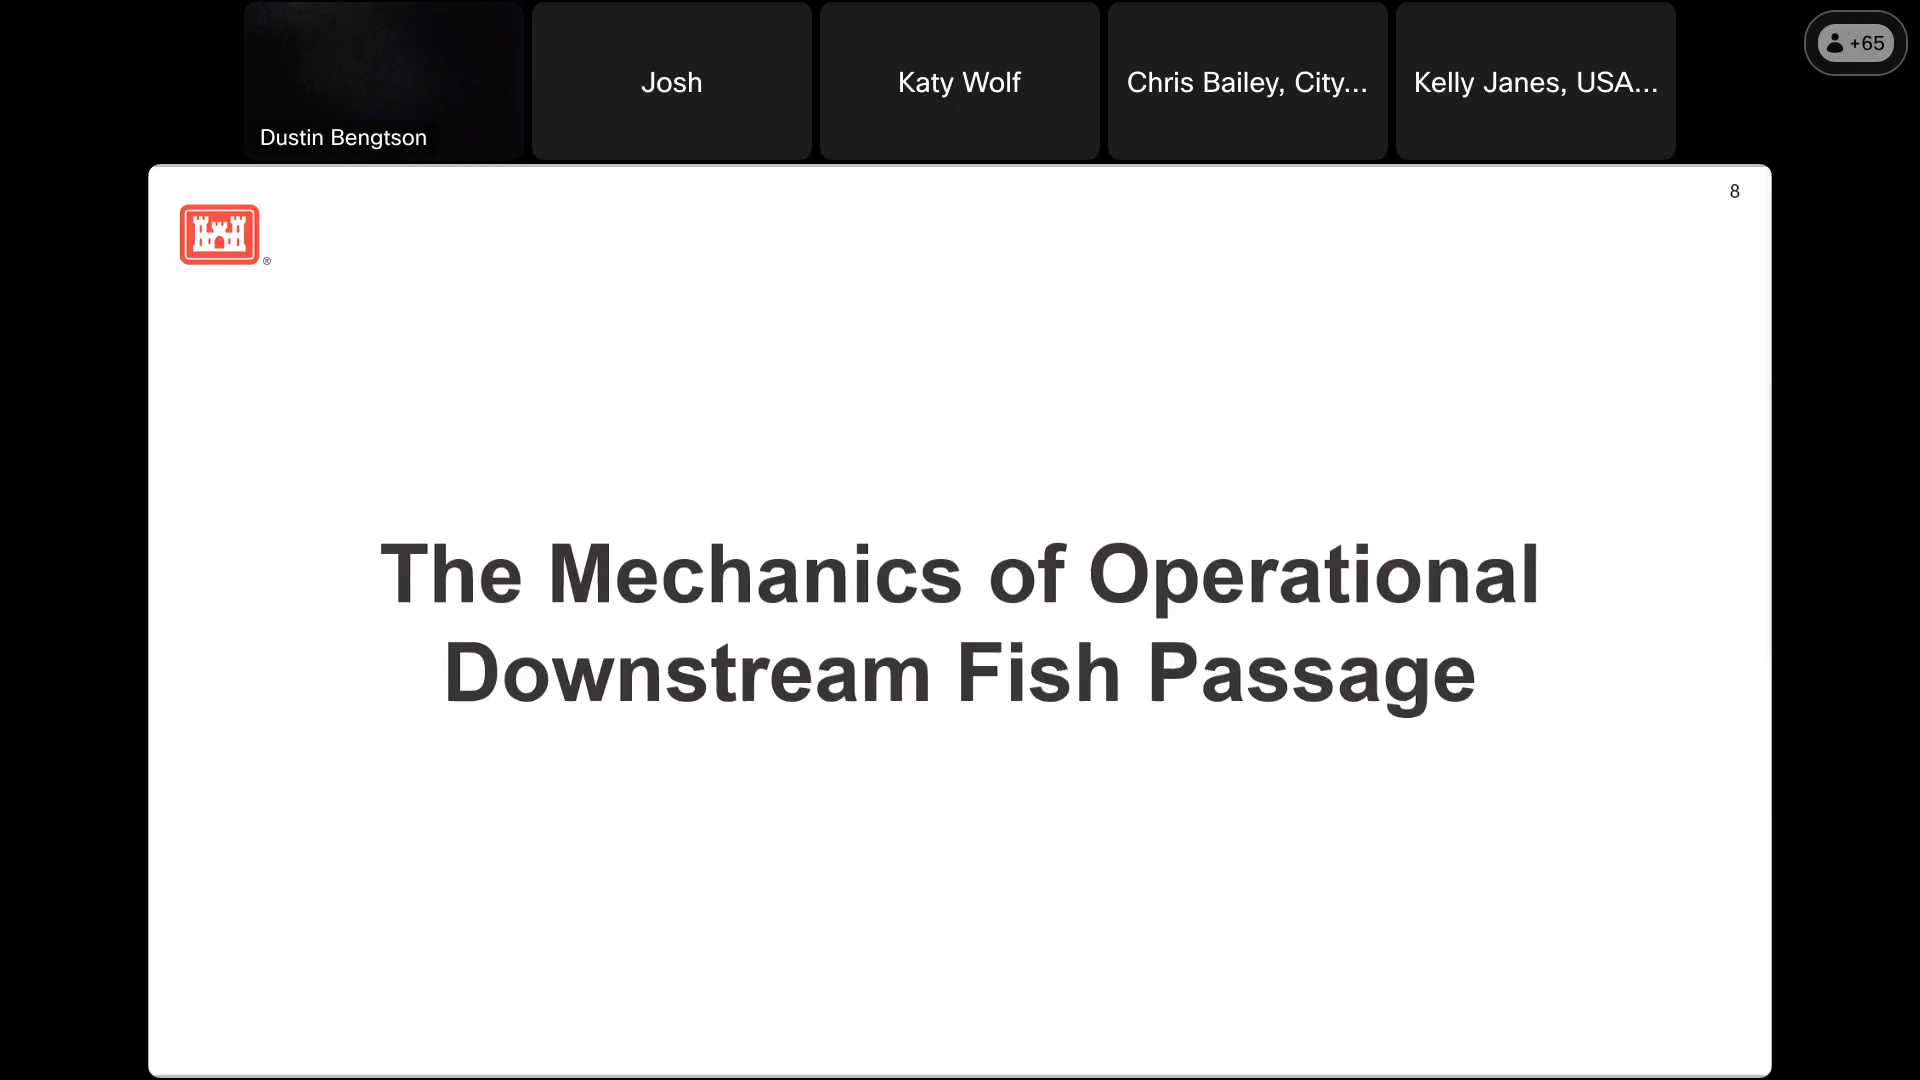 Dustin Bengtson
Josh
Katy Wolf
Chris Bailey, City...
Kelly Janes, USA...
+65
8
®
The Mechanics of Operational
Downstream Fish Passage